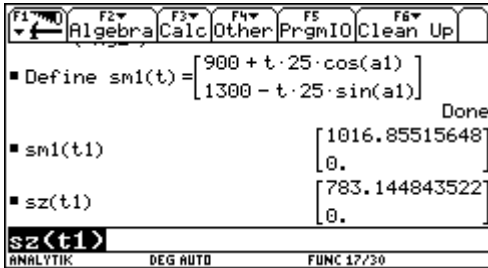 F1 F2 F3 F4 F5 F6
Algebra Calc Other PrgmIO Clean Up
▪ Define sm1(t)=[900 + t·25·cos(a1)
1300 − t·25·sin(a1)]
Done
▪ sm1(t1) [1016.85515648
0.]
▪ sz(t1) [783.144843522
0.]
sz(t1)
ANALYTIK DEG AUTO FUNC 17/30